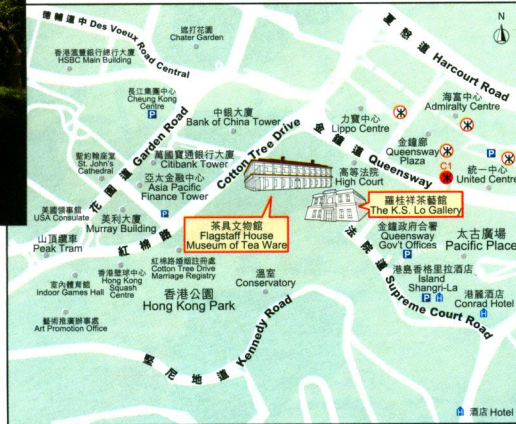 德輔道中 Des Voeux Road Central
遮打花園
Chater Garden
N
夏慤道 Harcourt Road
香港滙豐銀行總行大廈
HSBC Main Building
長江集團中心
Cheung Kong
Centre
P
中銀大廈
Bank of China Tower
力寶中心
Lippo Centre
海富中心
Admiralty Centre
花園道 Garden Road
Cotton Tree Drive
金鐘道 Queensway
金鐘廊
Queensway
Plaza
C1
P
統一中心
United Centre
聖約翰座堂
St. John's
Cathedral
萬國寶通銀行大廈
Citibank Tower
亞太金融中心
Asia Pacific
Finance Tower
高等法院
High Court
羅桂祥茶藝館
The K.S. Lo Gallery
美國領事館
USA Consulate
美利大廈
Murray Building
P
茶具文物館
Flagstaff House
Museum of Tea Ware
金鐘政府合署
Queensway
Gov't Offices
太古廣場
Pacific Place
山頂纜車
Peak Tram
紅棉路
紅棉路婚姻註冊處
Cotton Tree Drive
Marriage Registry
法院道 Supreme Court Road
室內體育館
Indoor Games Hall
香港壁球中心
Hong Kong
Squash
Centre
香港公園
Hong Kong Park
溫室
Conservatory
港島香格里拉酒店
Island
Shangri-La
P
港麗酒店
Conrad Hotel
H
藝術推廣辦事處
Art Promotion Office
堅尼地道 Kennedy Road
H 酒店 Hotel